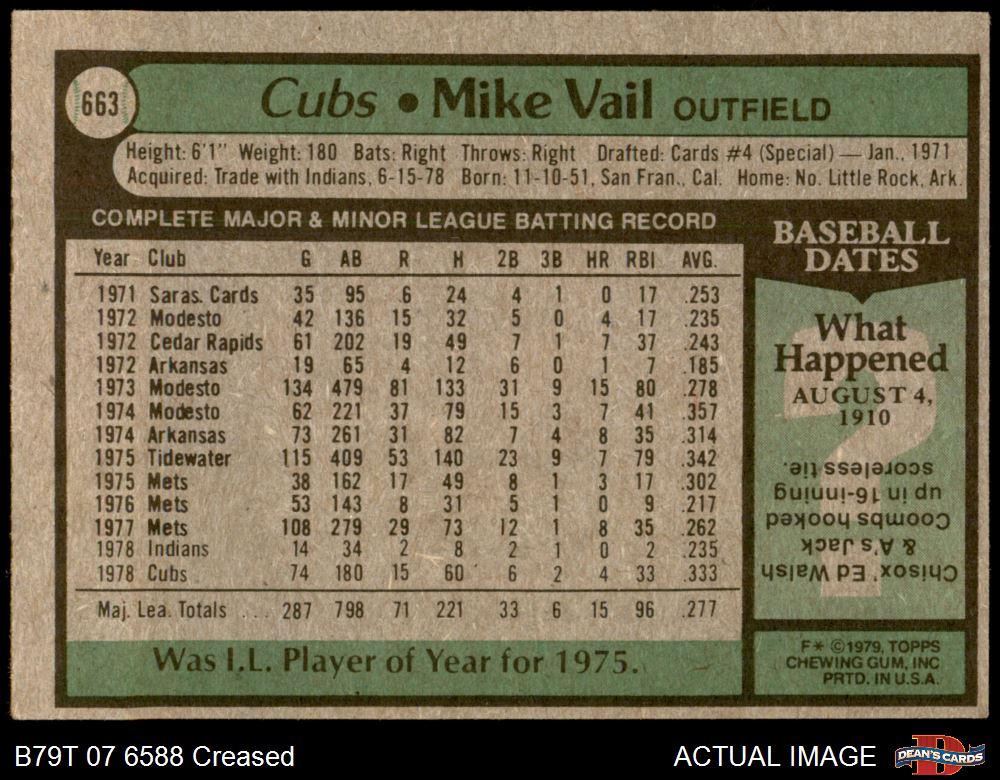 663
Cubs • Mike Vail OUTFIELD
Height: 6'1" Weight: 180 Bats: Right Throws: Right Drafted: Cards #4 (Special) — Jan., 1971
Acquired: Trade with Indians, 6-15-78 Born: 11-10-51, San Fran., Cal. Home: No. Little Rock, Ark.
COMPLETE MAJOR & MINOR LEAGUE BATTING RECORD
Year Club G AB R H 2B 3B HR RBI AVG.
1971 Saras. Cards 35 95 6 24 4 1 0 17 .253
1972 Modesto 42 136 15 32 5 0 4 17 .235
1972 Cedar Rapids 61 202 19 49 7 1 7 37 .243
1972 Arkansas 19 65 4 12 6 0 1 7 .185
1973 Modesto 134 479 81 133 31 9 15 80 .278
1974 Modesto 62 221 37 79 15 3 7 41 .357
1974 Arkansas 73 261 31 82 7 4 8 35 .314
1975 Tidewater 115 409 53 140 23 9 7 79 .342
1975 Mets 38 162 17 49 8 1 3 17 .302
1976 Mets 53 143 8 31 5 1 0 9 .217
1977 Mets 108 279 29 73 12 1 8 35 .262
1978 Indians 14 34 2 8 2 1 0 2 .235
1978 Cubs 74 180 15 60 6 2 4 33 .333
Maj. Lea. Totals ... 287 798 71 221 33 6 15 96 .277
Was I.L. Player of Year for 1975.
BASEBALL
DATES
What
Happened
AUGUST 4,
1910
?
Chisox' Ed Walsh
& A's Jack
Coombs hooked
up in 16-inning
scoreless tie.
F* ©1979, TOPPS
CHEWING GUM, INC
PRTD. IN U.S.A.
B79T 07 6588 Creased
ACTUAL IMAGE
D
DEAN'S CARDS